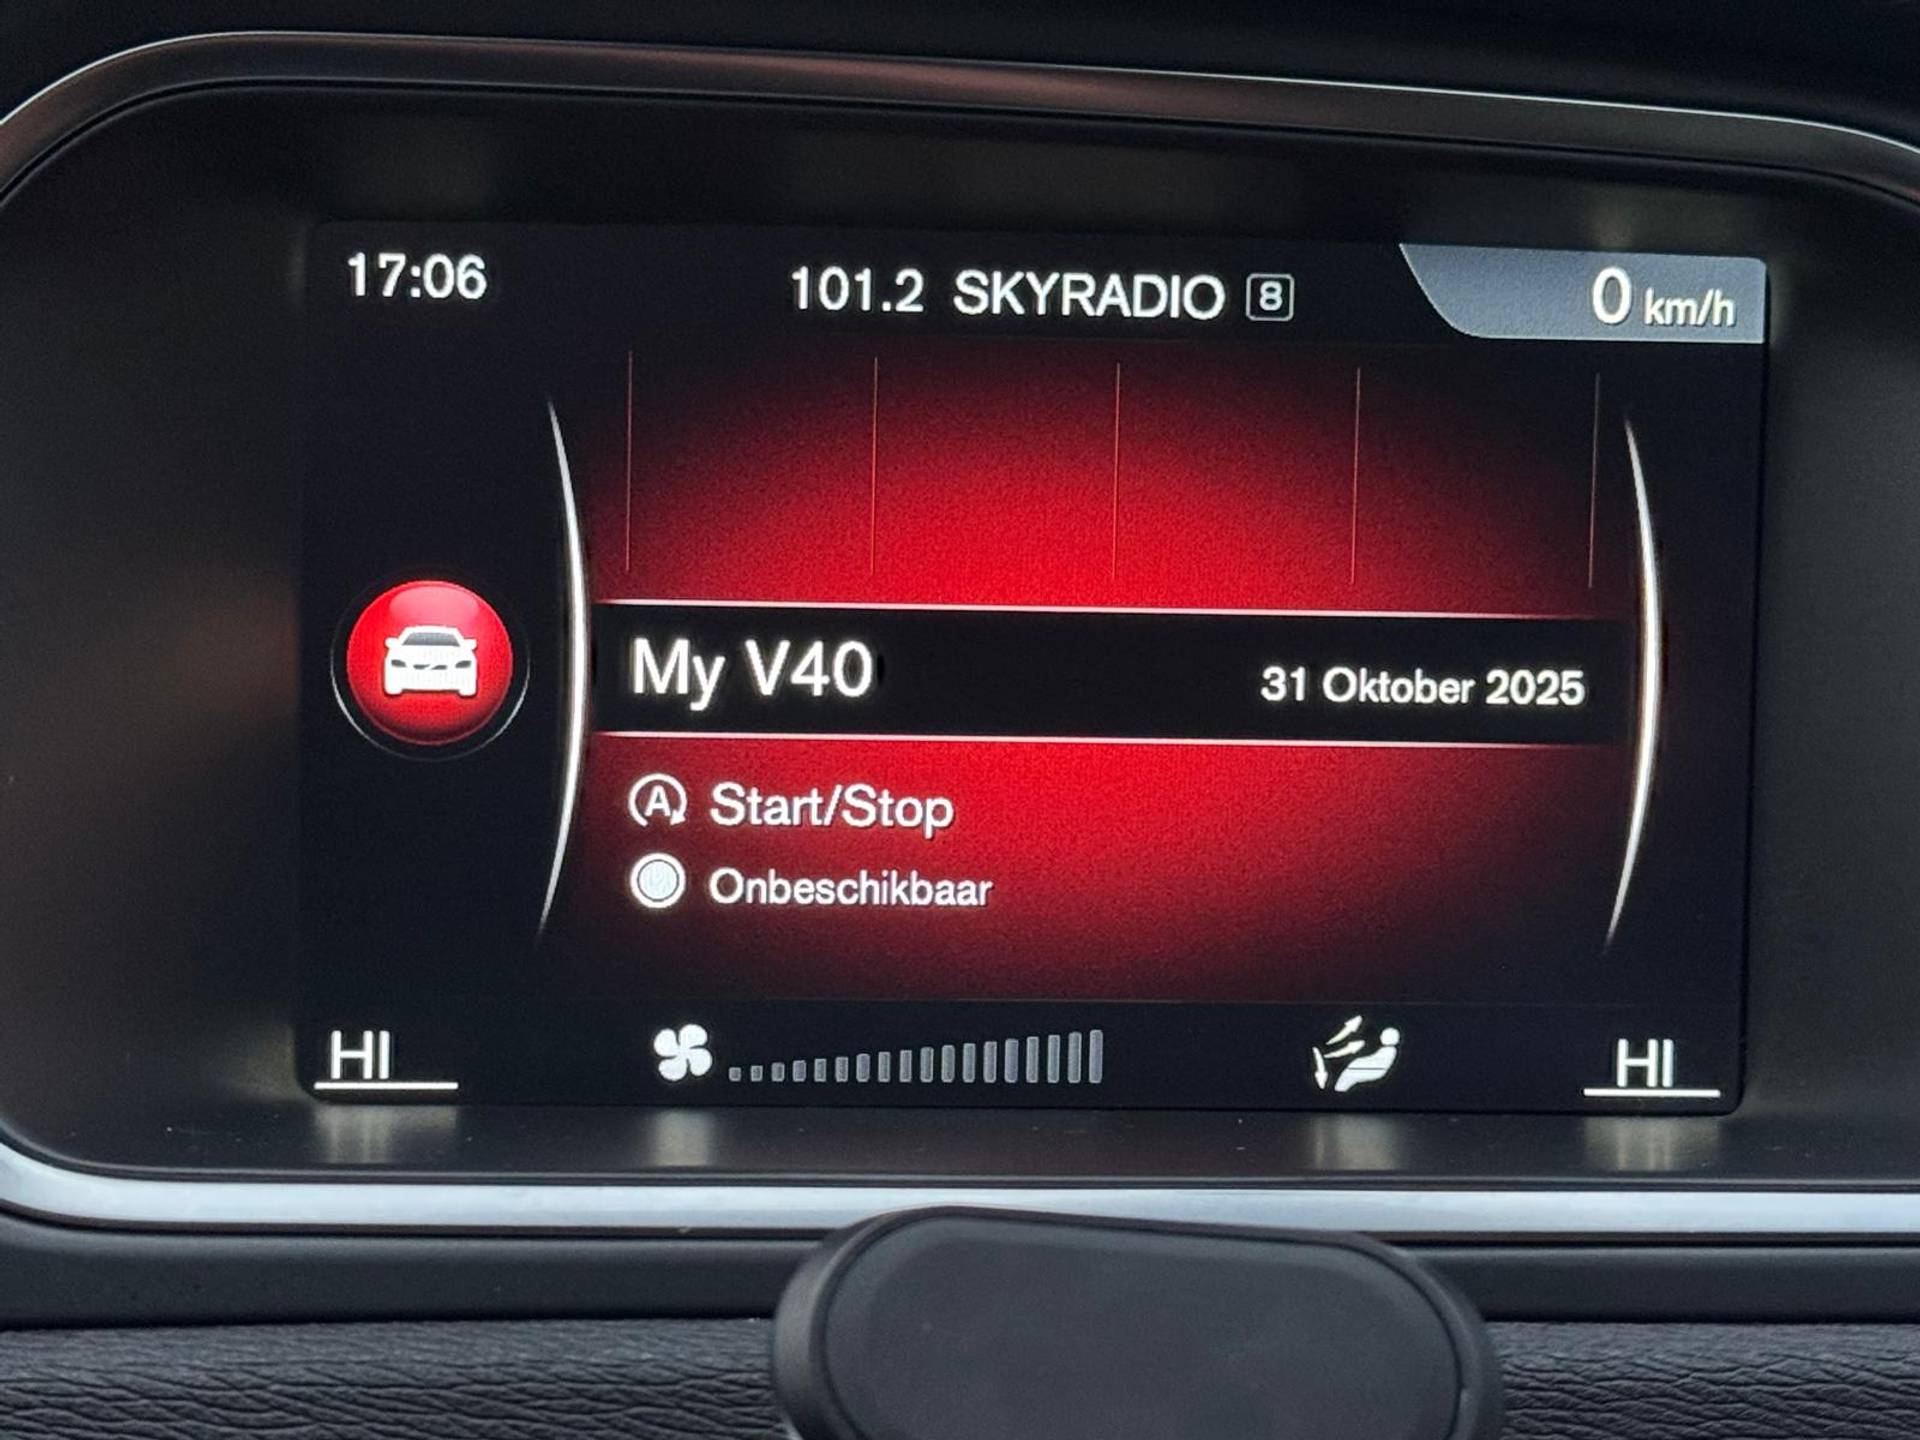 17:06
101.2 SKYRADIO 8
0 km/h
My V40
31 Oktober 2025
A Start/Stop
Onbeschikbaar
HI
HI